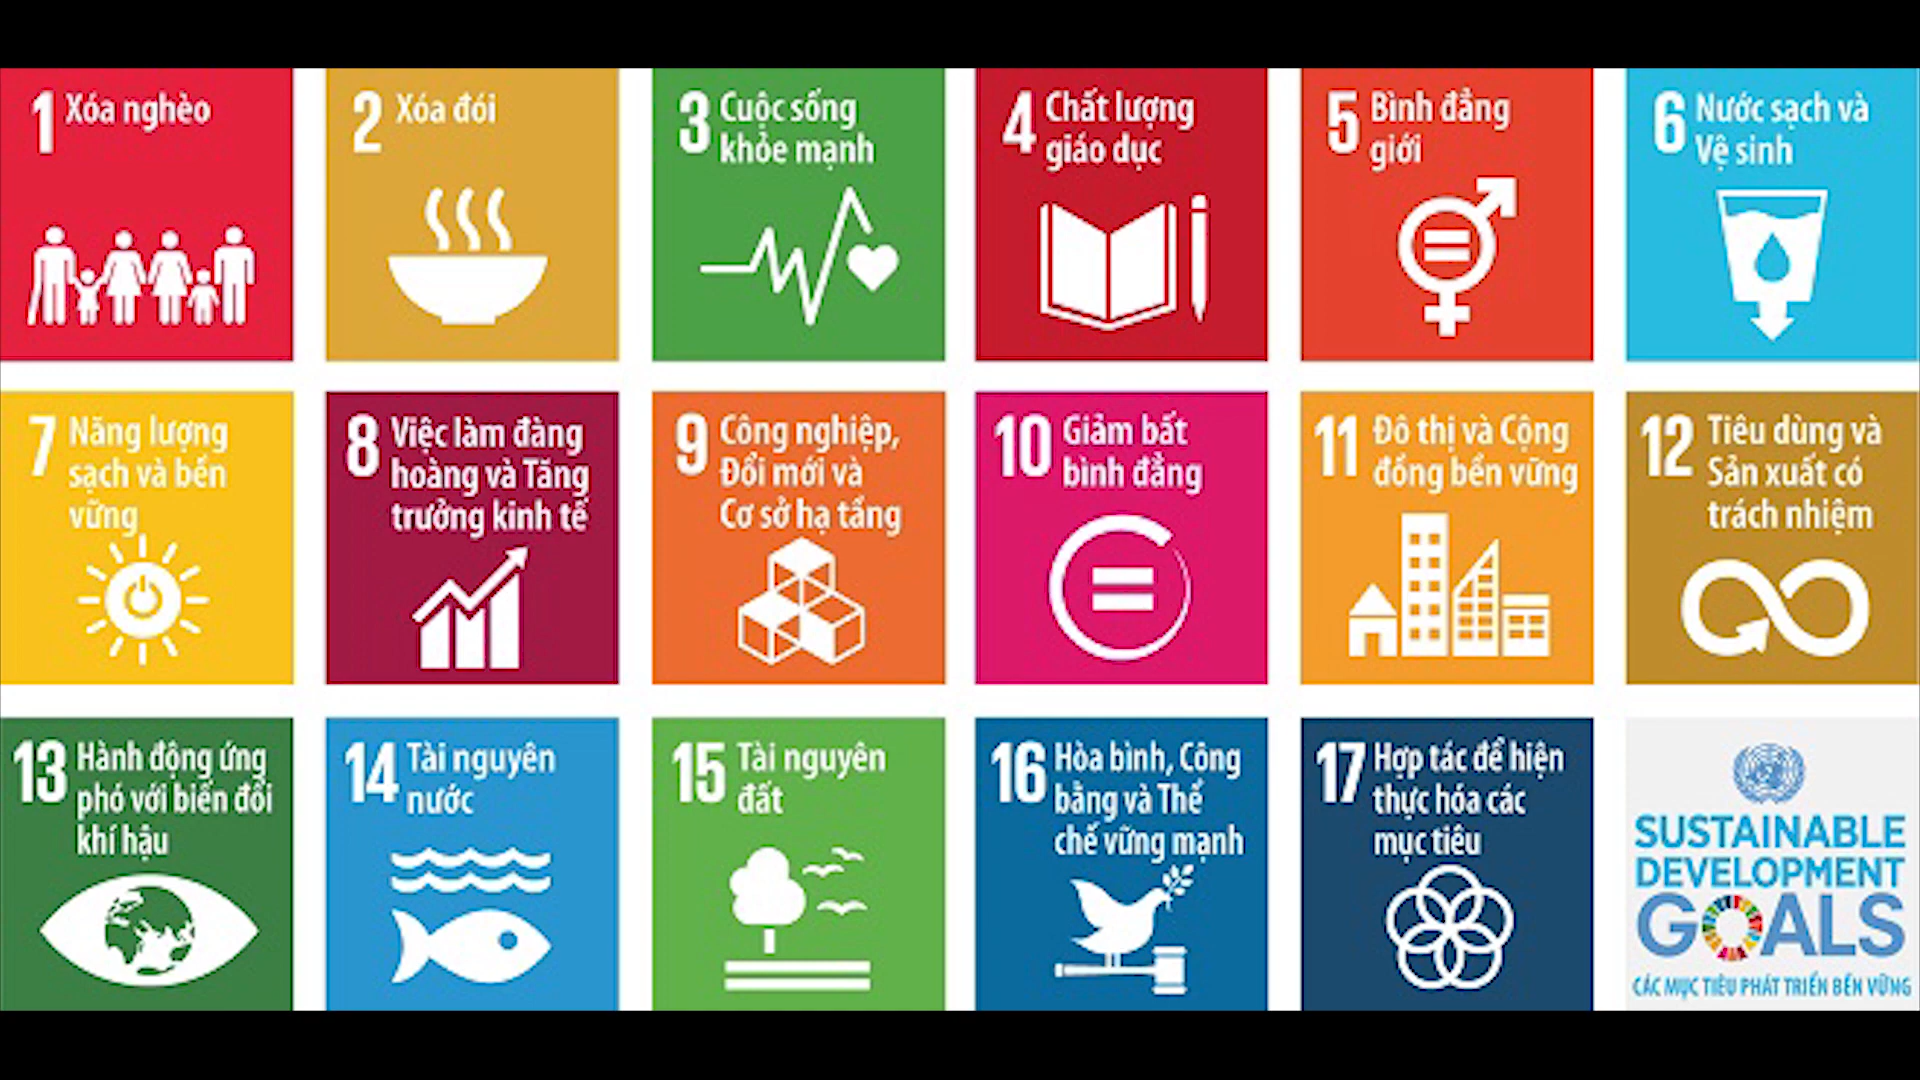 1 Xóa nghèo
2 Xóa đói
3 Cuộc sống
khỏe mạnh
4 Chất lượng
giáo dục
5 Bình đẳng
giới
6 Nước sạch và
Vệ sinh
7 Năng lượng
sạch và bền
vững
8 Việc làm đàng
hoàng và Tăng
trưởng kinh tế
9 Công nghiệp,
Đổi mới và
Cơ sở hạ tầng
10 Giảm bất
bình đẳng
11 Đô thị và Cộng
đồng bền vững
12 Tiêu dùng và
Sản xuất có
trách nhiệm
13 Hành động ứng
phó với biến đổi
khí hậu
14 Tài nguyên
nước
15 Tài nguyên
đất
16 Hòa bình, Công
bằng và Thể
chế vững mạnh
17 Hợp tác để hiện
thực hóa các
mục tiêu
SUSTAINABLE
DEVELOPMENT
GOALS
CÁC MỤC TIÊU PHÁT TRIỂN BỀN VỮNG